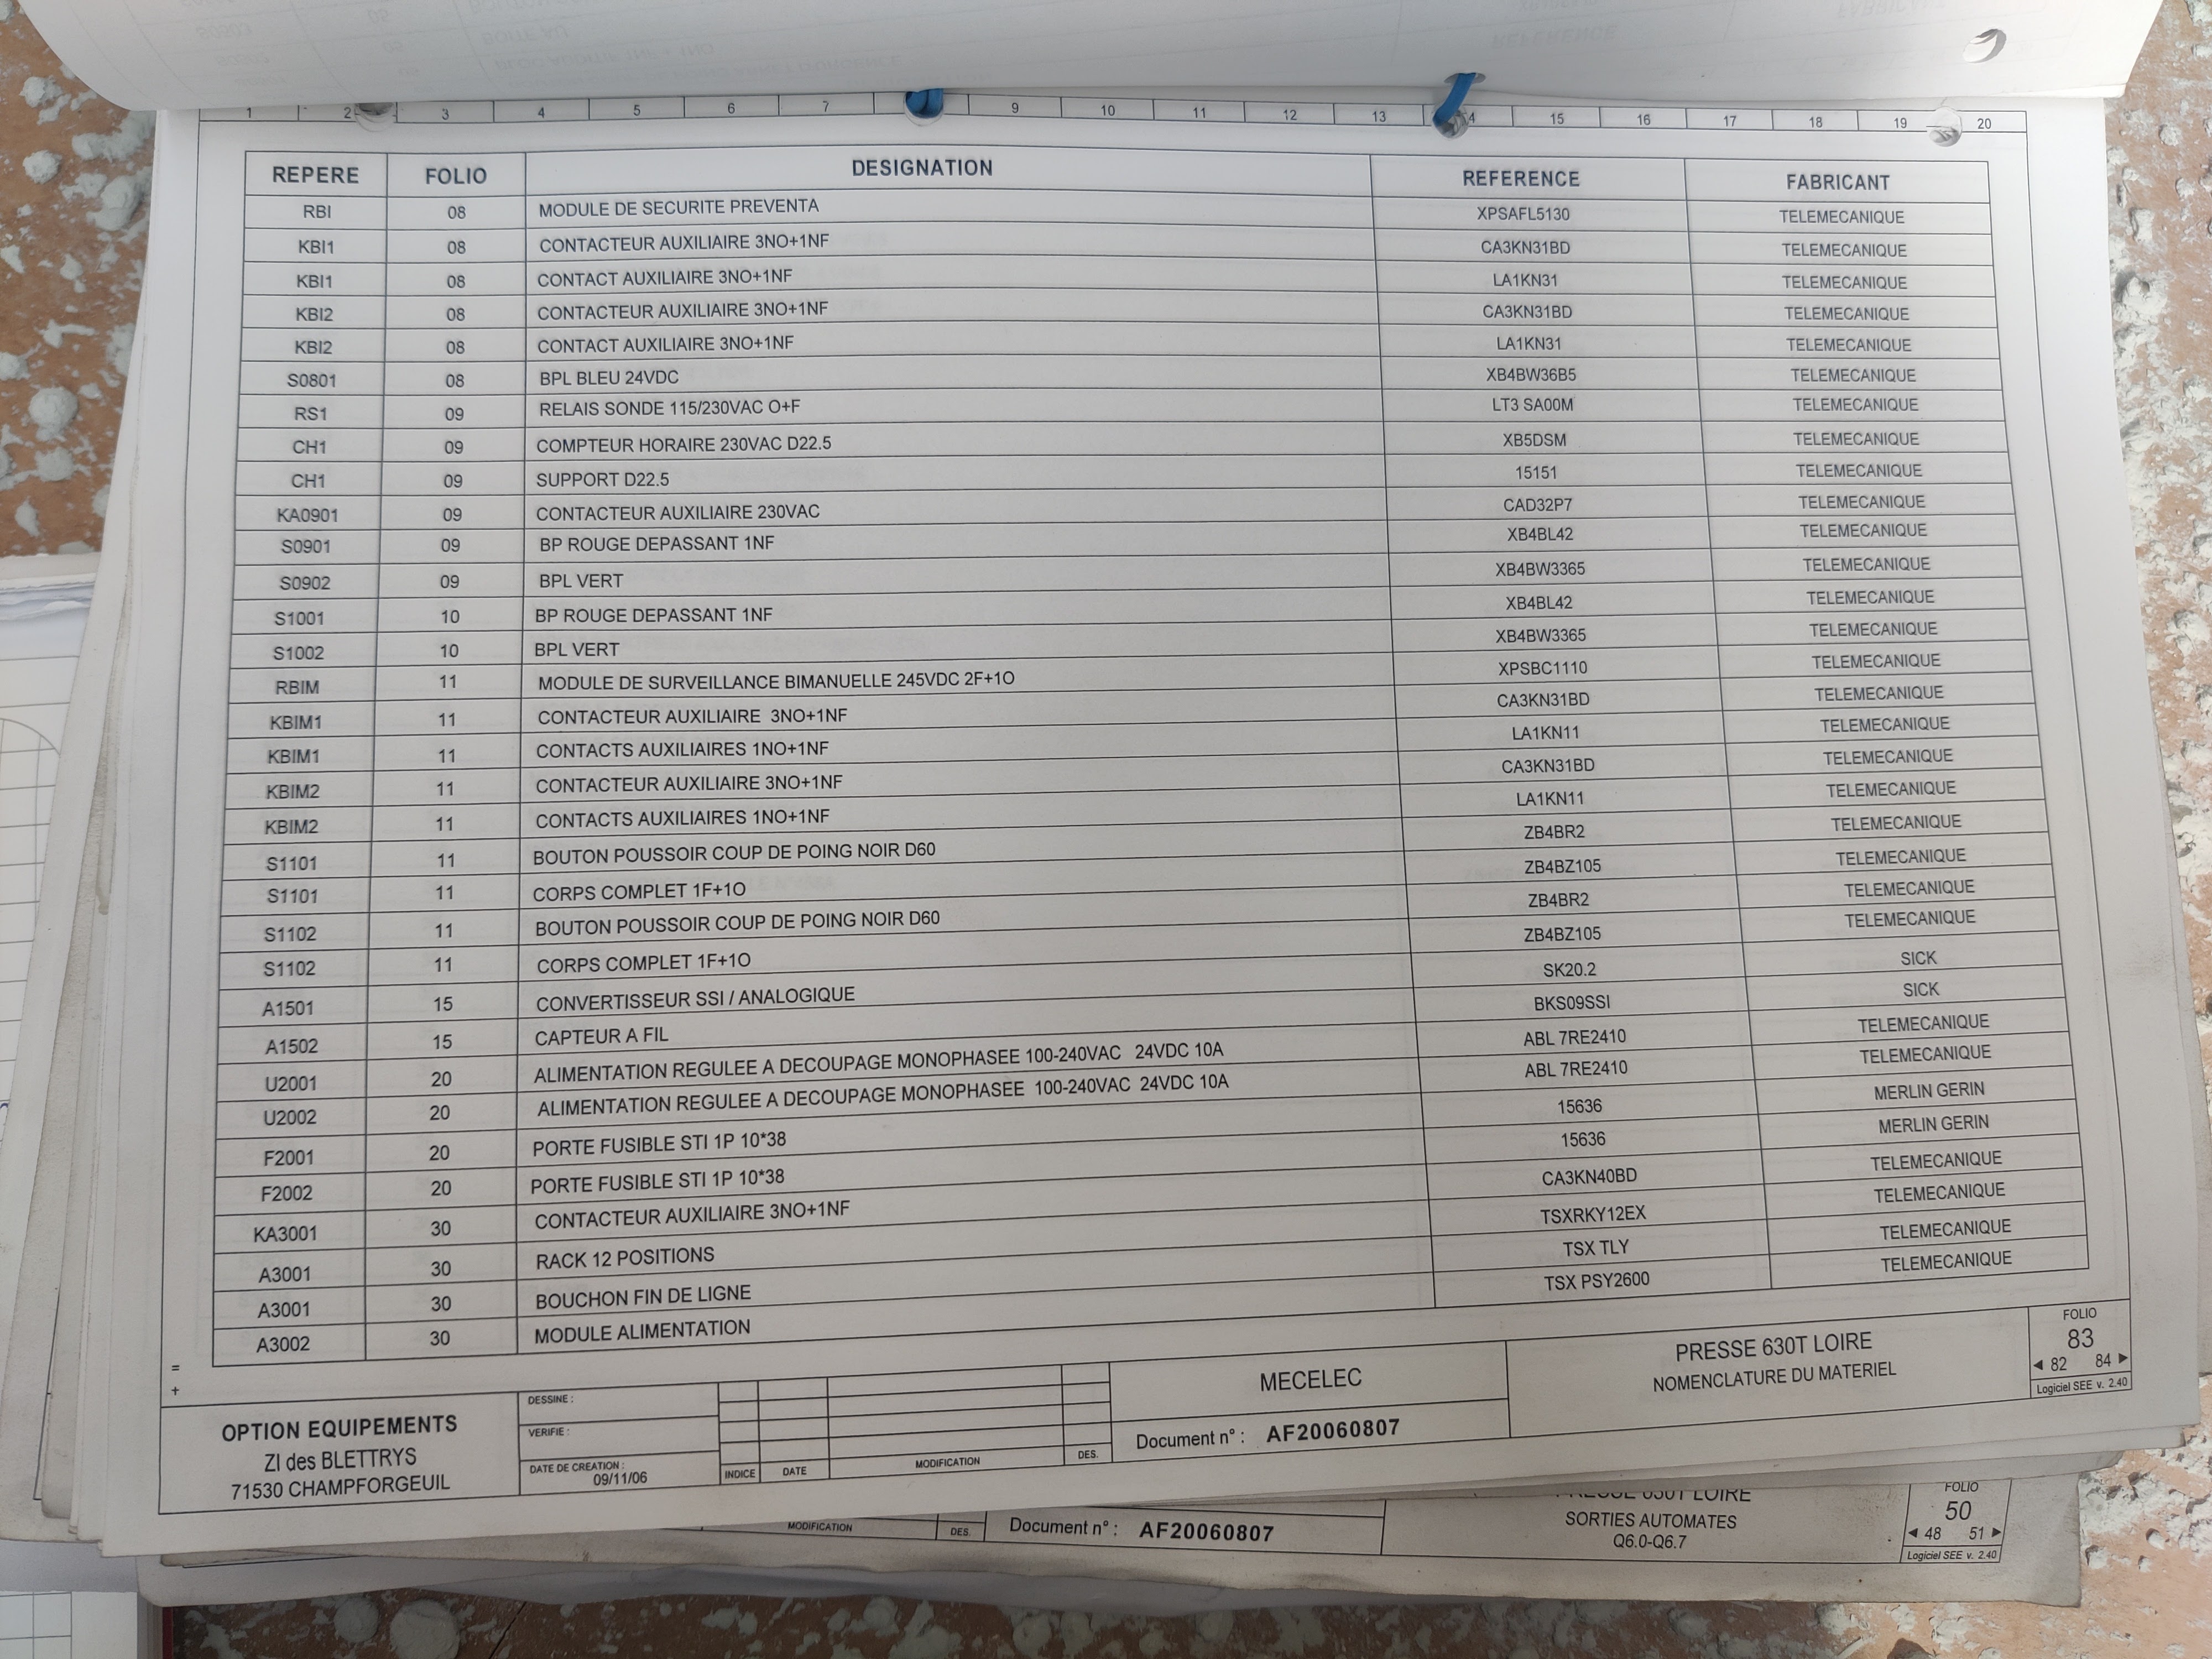 1 2 3 4 5 6 7 9 10 11 12 13 14 15 16 17 18 19 20
REPERE FOLIO DESIGNATION REFERENCE FABRICANT
RBI 08 MODULE DE SECURITE PREVENTA XPSAFL5130 TELEMECANIQUE
KBI1 08 CONTACTEUR AUXILIAIRE 3NO+1NF CA3KN31BD TELEMECANIQUE
KBI1 08 CONTACT AUXILIAIRE 3NO+1NF LA1KN31 TELEMECANIQUE
KBI2 08 CONTACTEUR AUXILIAIRE 3NO+1NF CA3KN31BD TELEMECANIQUE
KBI2 08 CONTACT AUXILIAIRE 3NO+1NF LA1KN31 TELEMECANIQUE
S0801 08 BPL BLEU 24VDC XB4BW36B5 TELEMECANIQUE
RS1 09 RELAIS SONDE 115/230VAC O+F LT3 SA00M TELEMECANIQUE
CH1 09 COMPTEUR HORAIRE 230VAC D22.5 XB5DSM TELEMECANIQUE
CH1 09 SUPPORT D22.5 15151 TELEMECANIQUE
KA0901 09 CONTACTEUR AUXILIAIRE 230VAC CAD32P7 TELEMECANIQUE
S0901 09 BP ROUGE DEPASSANT 1NF XB4BL42 TELEMECANIQUE
S0902 09 BPL VERT XB4BW3365 TELEMECANIQUE
S1001 10 BP ROUGE DEPASSANT 1NF XB4BL42 TELEMECANIQUE
S1002 10 BPL VERT XB4BW3365 TELEMECANIQUE
RBIM 11 MODULE DE SURVEILLANCE BIMANUELLE 245VDC 2F+1O XPSBC1110 TELEMECANIQUE
KBIM1 11 CONTACTEUR AUXILIAIRE 3NO+1NF CA3KN31BD TELEMECANIQUE
KBIM1 11 CONTACTS AUXILIAIRES 1NO+1NF LA1KN11 TELEMECANIQUE
KBIM2 11 CONTACTEUR AUXILIAIRE 3NO+1NF CA3KN31BD TELEMECANIQUE
KBIM2 11 CONTACTS AUXILIAIRES 1NO+1NF LA1KN11 TELEMECANIQUE
S1101 11 BOUTON POUSSOIR COUP DE POING NOIR D60 ZB4BR2 TELEMECANIQUE
S1101 11 CORPS COMPLET 1F+1O ZB4BZ105 TELEMECANIQUE
S1102 11 BOUTON POUSSOIR COUP DE POING NOIR D60 ZB4BR2 TELEMECANIQUE
S1102 11 CORPS COMPLET 1F+1O ZB4BZ105 TELEMECANIQUE
A1501 15 CONVERTISSEUR SSI / ANALOGIQUE SK20.2 SICK
A1502 15 CAPTEUR A FIL BKS09SSI SICK
U2001 20 ALIMENTATION REGULEE A DECOUPAGE MONOPHASEE 100-240VAC 24VDC 10A ABL 7RE2410 TELEMECANIQUE
U2002 20 ALIMENTATION REGULEE A DECOUPAGE MONOPHASEE 100-240VAC 24VDC 10A ABL 7RE2410 TELEMECANIQUE
F2001 20 PORTE FUSIBLE STI 1P 10*38 15636 MERLIN GERIN
F2002 20 PORTE FUSIBLE STI 1P 10*38 15636 MERLIN GERIN
KA3001 30 CONTACTEUR AUXILIAIRE 3NO+1NF CA3KN40BD TELEMECANIQUE
A3001 30 RACK 12 POSITIONS TSXRKY12EX TELEMECANIQUE
A3001 30 BOUCHON FIN DE LIGNE TSX TLY TELEMECANIQUE
A3002 30 MODULE ALIMENTATION TSX PSY2600 TELEMECANIQUE
=
+
OPTION EQUIPEMENTS
ZI des BLETTRYS
71530 CHAMPFORGEUIL
DESSINE :
VERIFIE :
DATE DE CREATION :
09/11/06
INDICE DATE MODIFICATION DES.
MECELEC
Document n° : AF20060807
PRESSE 630T LOIRE
NOMENCLATURE DU MATERIEL
FOLIO
83
◄ 82 84 ►
Logiciel SEE v. 2.40
MODIFICATION DES.
Document n° : AF20060807
PRESSE 630T LOIRE
SORTIES AUTOMATES
Q6.0-Q6.7
FOLIO
50
◄ 48 51 ►
Logiciel SEE v. 2.40